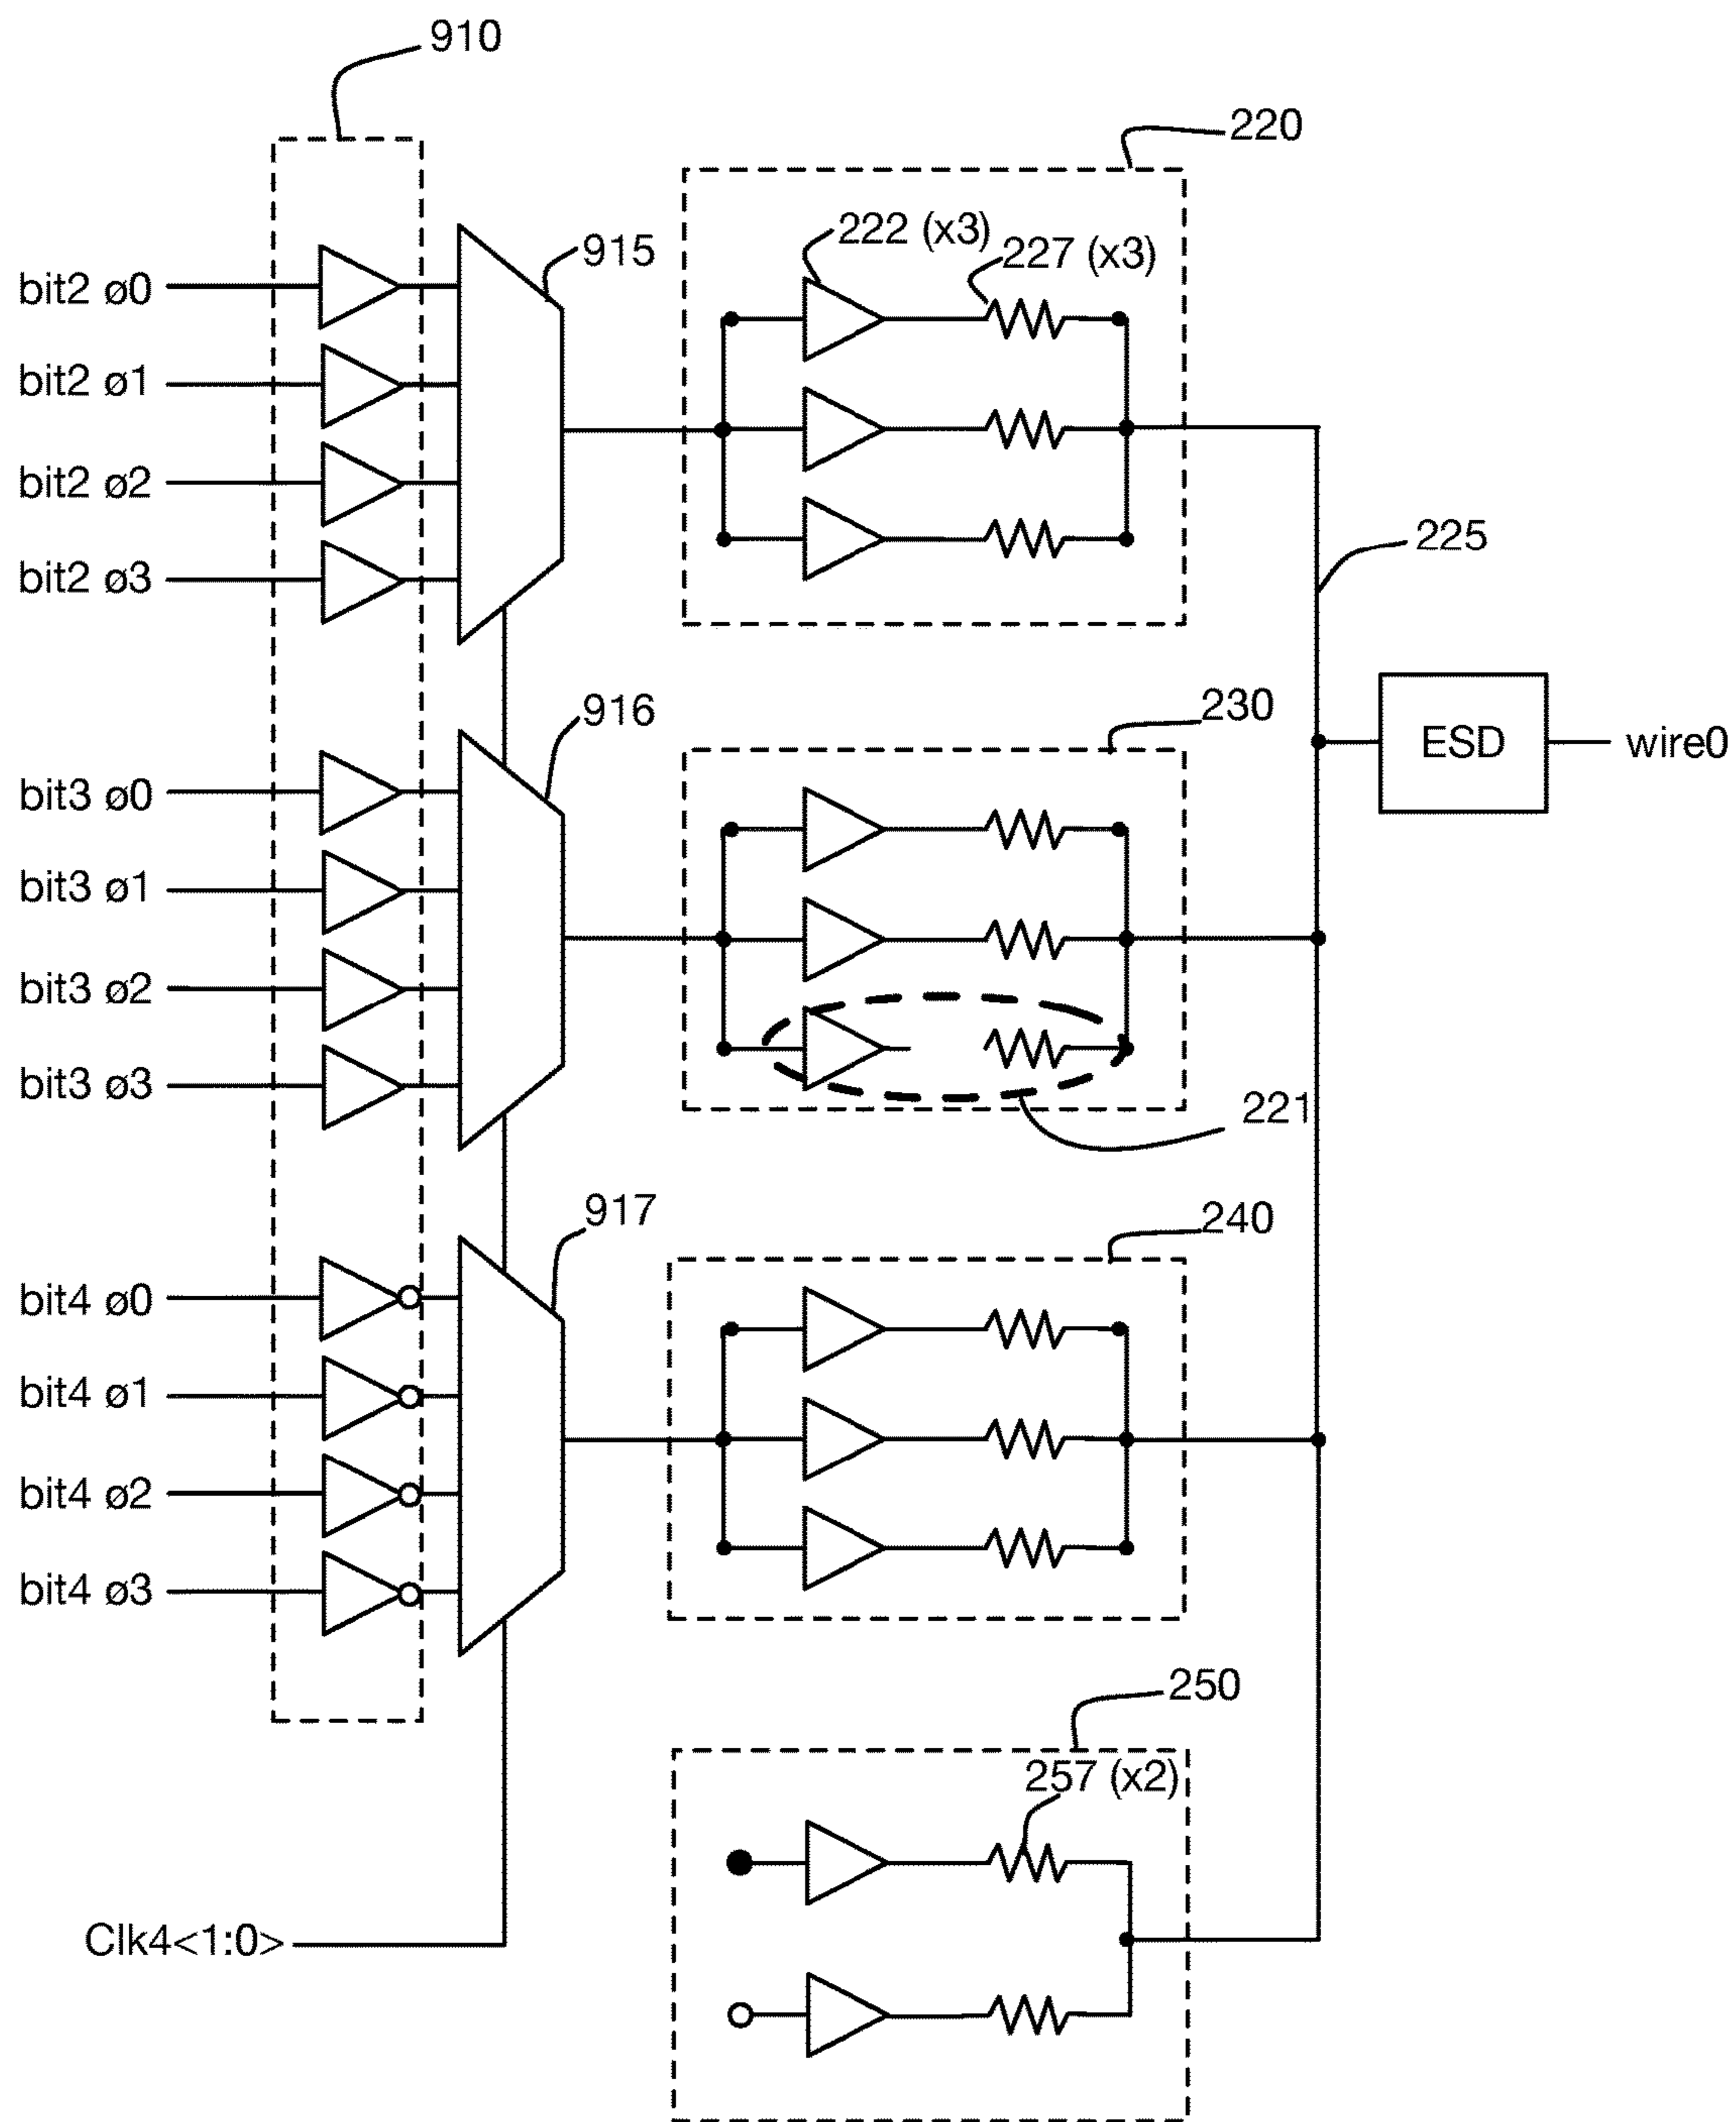 910
220
222 (x3)
227 (x3)
915
bit2 ø0
bit2 ø1
bit2 ø2
bit2 ø3
225
916
230
ESD
wire0
bit3 ø0
bit3 ø1
bit3 ø2
bit3 ø3
221
917
240
bit4 ø0
bit4 ø1
bit4 ø2
bit4 ø3
250
257 (x2)
Clk4<1:0>